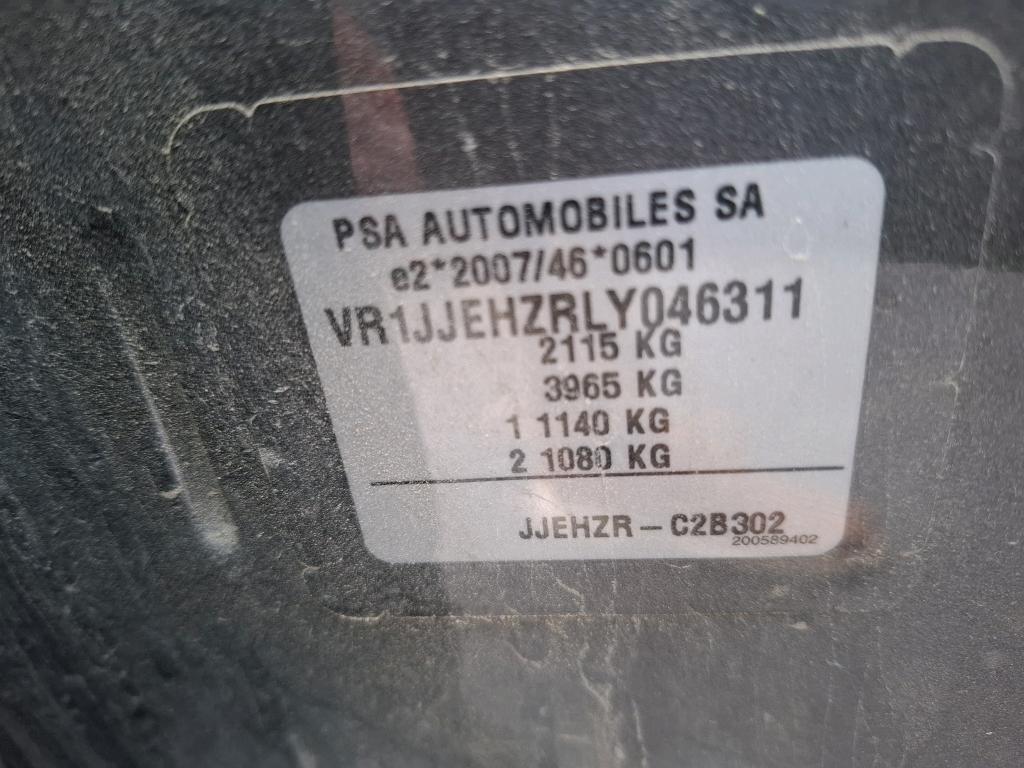 PSA AUTOMOBILES SA
e2*2007/46*0601
VR1JJEHZRLY046311
2115 KG
3965 KG
1 1140 KG
2 1080 KG
JJEHZR-C2B302
200589402